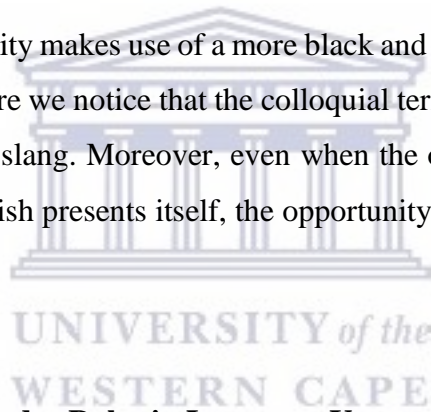 ity makes use of a more black and
re we notice that the colloquial ter
slang. Moreover, even when the
ish presents itself, the opportunity
UNIVERSITY of the
WESTERN CAPE